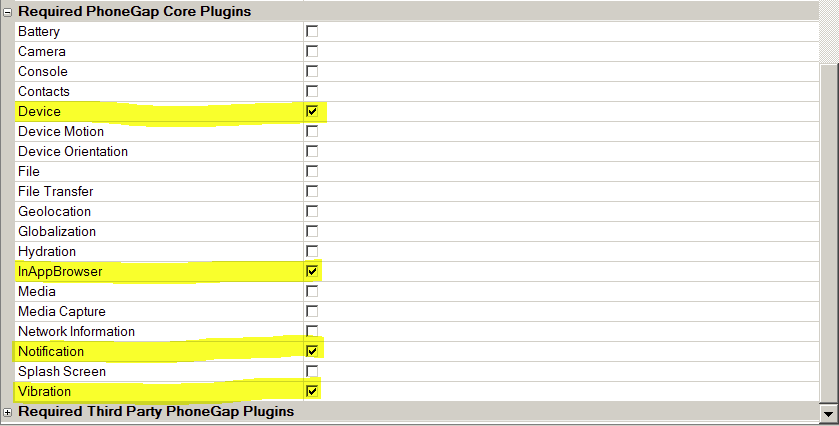 Required PhoneGap Core Plugins
Battery
Camera
Console
Contacts
Device
Device Motion
Device Orientation
File
File Transfer
Geolocation
Globalization
Hydration
InAppBrowser
Media
Media Capture
Network Information
Notification
Splash Screen
Vibration
Required Third Party PhoneGap Plugins